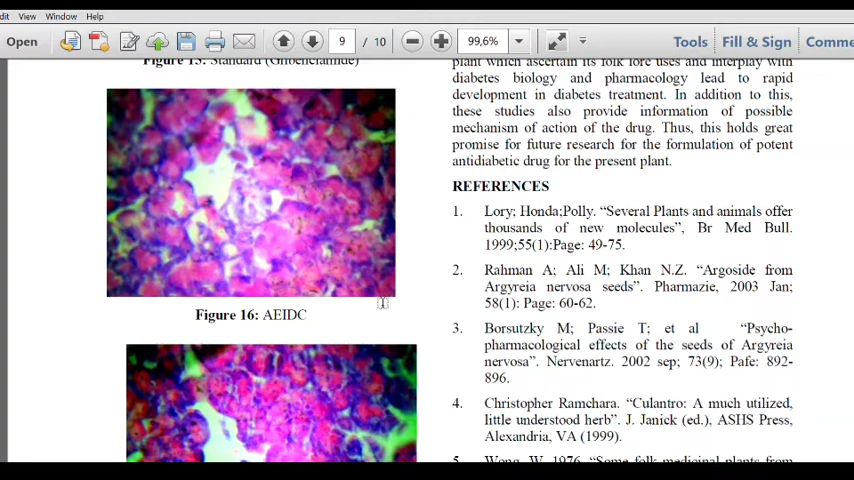 dit View Window Help
Open 9 / 10 99,6% Tools Fill & Sign Comme
Figure 15: Standard (Glibenclamide)
Figure 16: AEIDC
plant which ascertain its folk lore uses and interplay with
diabetes biology and pharmacology lead to rapid
development in diabetes treatment. In addition to this,
these studies also provide information of possible
mechanism of action of the drug. Thus, this holds great
promise for future research for the formulation of potent
antidiabetic drug for the present plant.
REFERENCES
1. Lory; Honda;Polly. “Several Plants and animals offer
thousands of new molecules”, Br Med Bull.
1999;55(1):Page: 49-75.
2. Rahman A; Ali M; Khan N.Z. “Argoside from
Argyreia nervosa seeds”. Pharmazie, 2003 Jan;
58(1): Page: 60-62.
3. Borsutzky M; Passie T; et al “Psycho-
pharmacological effects of the seeds of Argyreia
nervosa”. Nervenartz. 2002 sep; 73(9); Pafe: 892-
896.
4. Christopher Ramchara. “Culantro: A much utilized,
little understood herb”. J. Janick (ed.), ASHS Press,
Alexandria, VA (1999).
5. Wong, W. 1976. “Some folk medicinal plants from